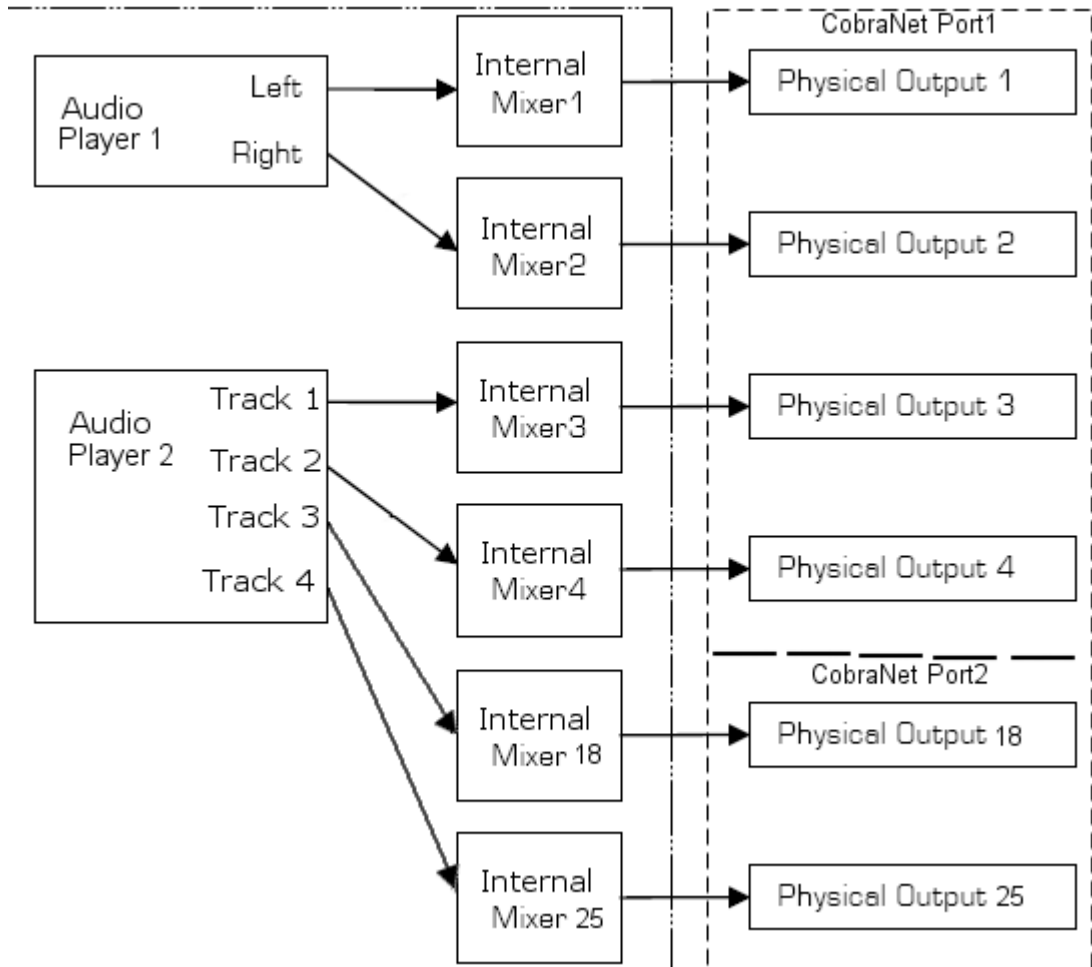 CobraNet Port1
Audio
Player 1
Left
Right
Internal
Mixer1
Physical Output 1
Internal
Mixer2
Physical Output 2
Audio
Player 2
Track 1
Track 2
Track 3
Track 4
Internal
Mixer3
Physical Output 3
Internal
Mixer4
Physical Output 4
CobraNet Port2
Internal
Mixer 18
Physical Output 18
Internal
Mixer 25
Physical Output 25